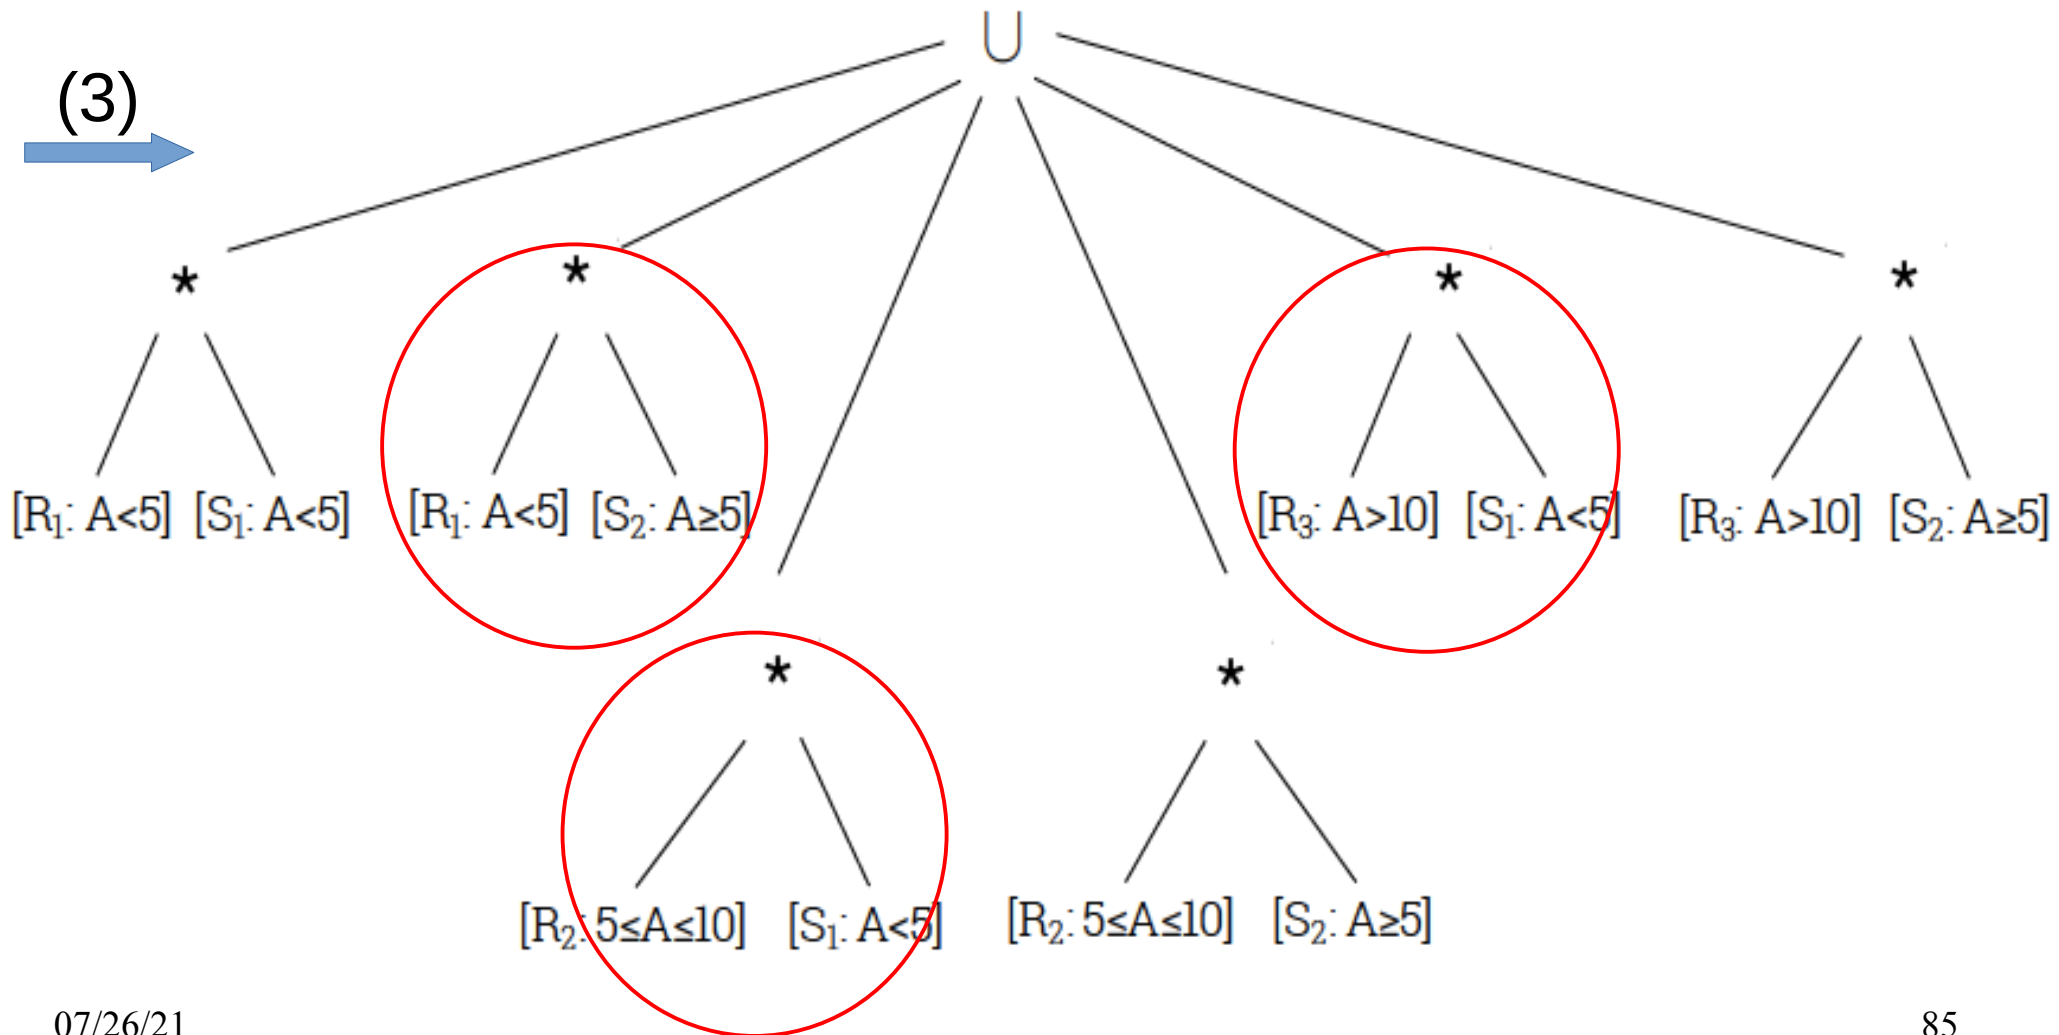 ∪
(3)
* * * *
[R₁: A<5] [S₁: A<5] [R₁: A<5] [S₂: A≥5] [R₃: A>10] [S₁: A<5] [R₃: A>10] [S₂: A≥5]
* *
[R₂: 5≤A≤10] [S₁: A<5] [R₂: 5≤A≤10] [S₂: A≥5]
07/26/21 85